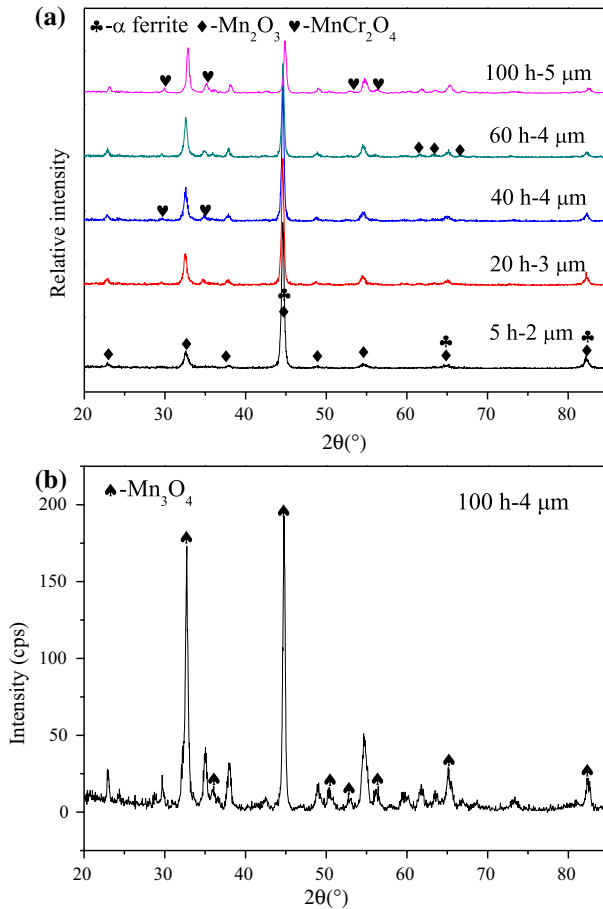 (a)
♣-α ferrite ♦-Mn₂O₃ ♥-MnCr₂O₄
100 h-5 μm
60 h-4 μm
40 h-4 μm
20 h-3 μm
5 h-2 μm
Relative intensity
20 30 40 50 60 70 80
2θ(°)
(b)
♠-Mn₃O₄
100 h-4 μm
200
150
100
50
0
Intensity (cps)
20 30 40 50 60 70 80
2θ(°)